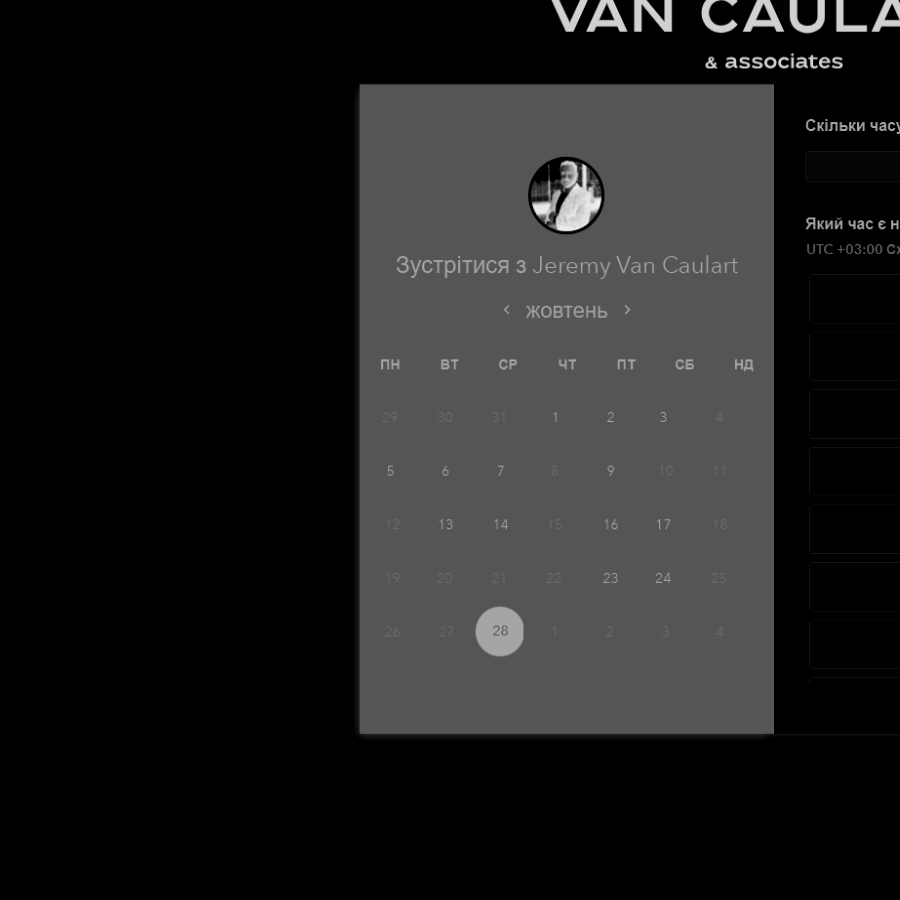 VAN CAULA
& associates
Зустрітися з Jeremy Van Caulart
< жовтень >
ПН ВТ СР ЧТ ПТ СБ НД
29 30 31 1 2 3 4
5 6 7 8 9 10 11
12 13 14 15 16 17 18
19 20 21 22 23 24 25
26 27 28 1 2 3 4
Скільки часу
Який час є н
UTC +03:00